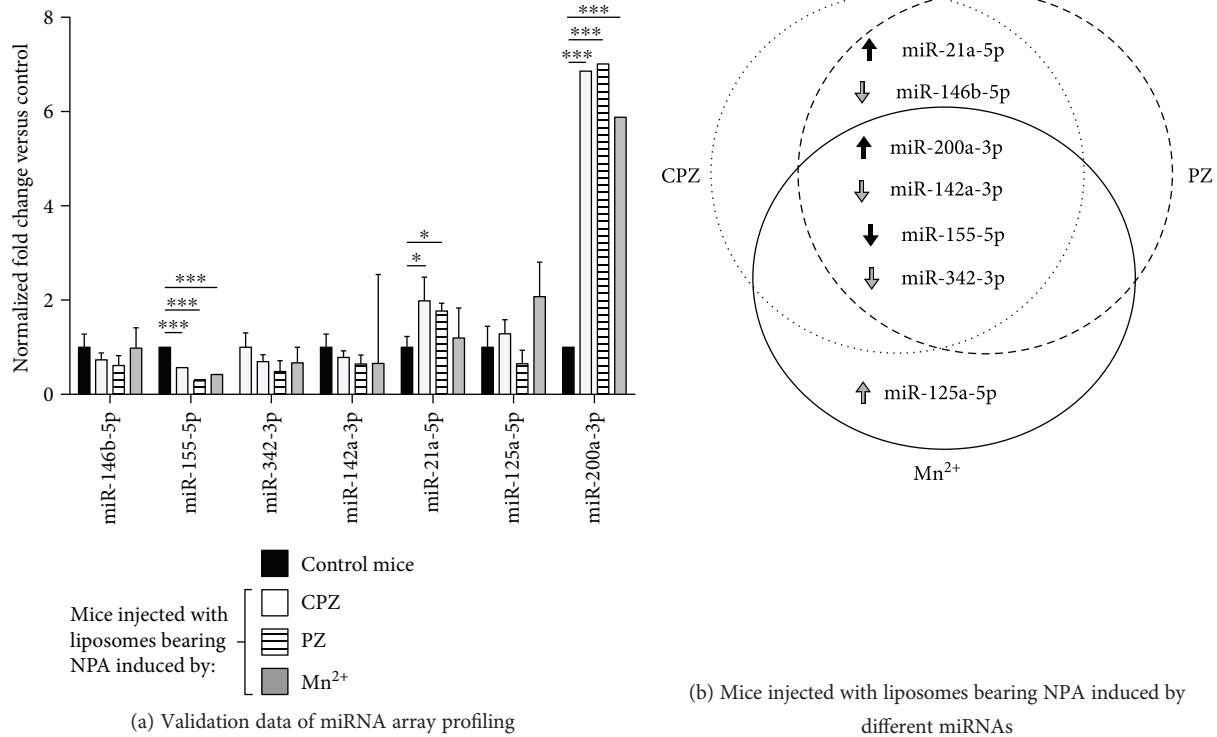 Normalized fold change versus control
8
6
4
2
0
***
***
***
*
*
***
***
***
miR-146b-5p
miR-155-5p
miR-342-3p
miR-142a-3p
miR-21a-5p
miR-125a-5p
miR-200a-3p
Control mice
Mice injected with
liposomes bearing
NPA induced by:
CPZ
PZ
Mn²⁺
(a) Validation data of miRNA array profiling
miR-21a-5p
miR-146b-5p
miR-200a-3p
miR-142a-3p
miR-155-5p
miR-342-3p
miR-125a-5p
CPZ
PZ
Mn²⁺
(b) Mice injected with liposomes bearing NPA induced by
different miRNAs